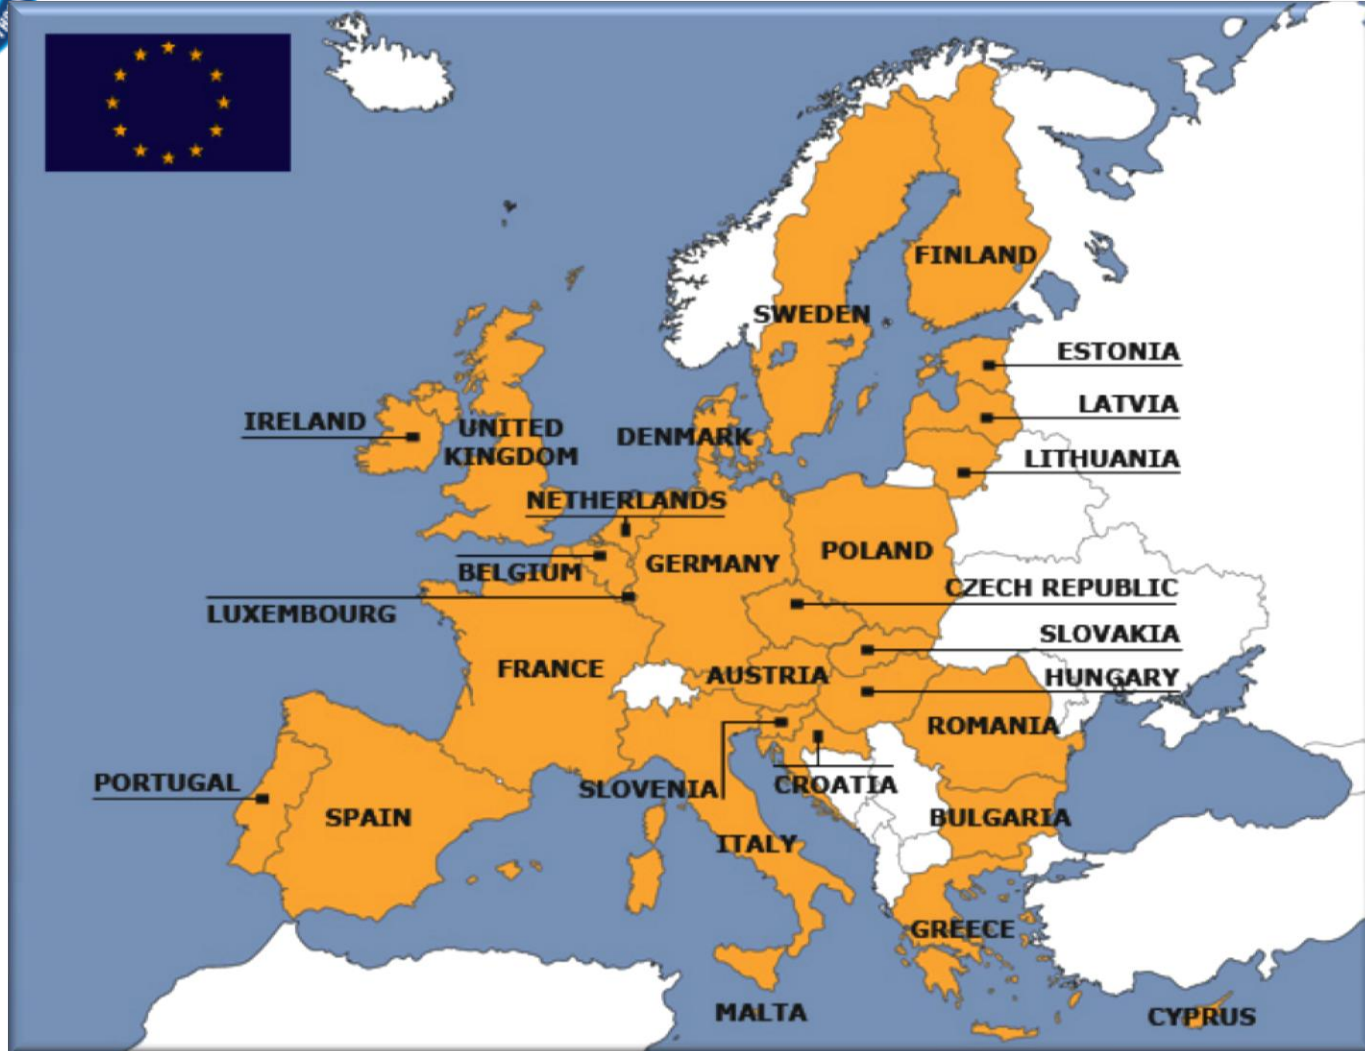 FINLAND
SWEDEN
ESTONIA
LATVIA
IRELAND
UNITED
KINGDOM
DENMARK
LITHUANIA
NETHERLANDS
POLAND
GERMANY
BELGIUM
CZECH REPUBLIC
LUXEMBOURG
SLOVAKIA
FRANCE
AUSTRIA
HUNGARY
ROMANIA
PORTUGAL
SLOVENIA
CROATIA
SPAIN
BULGARIA
ITALY
GREECE
MALTA
CYPRUS